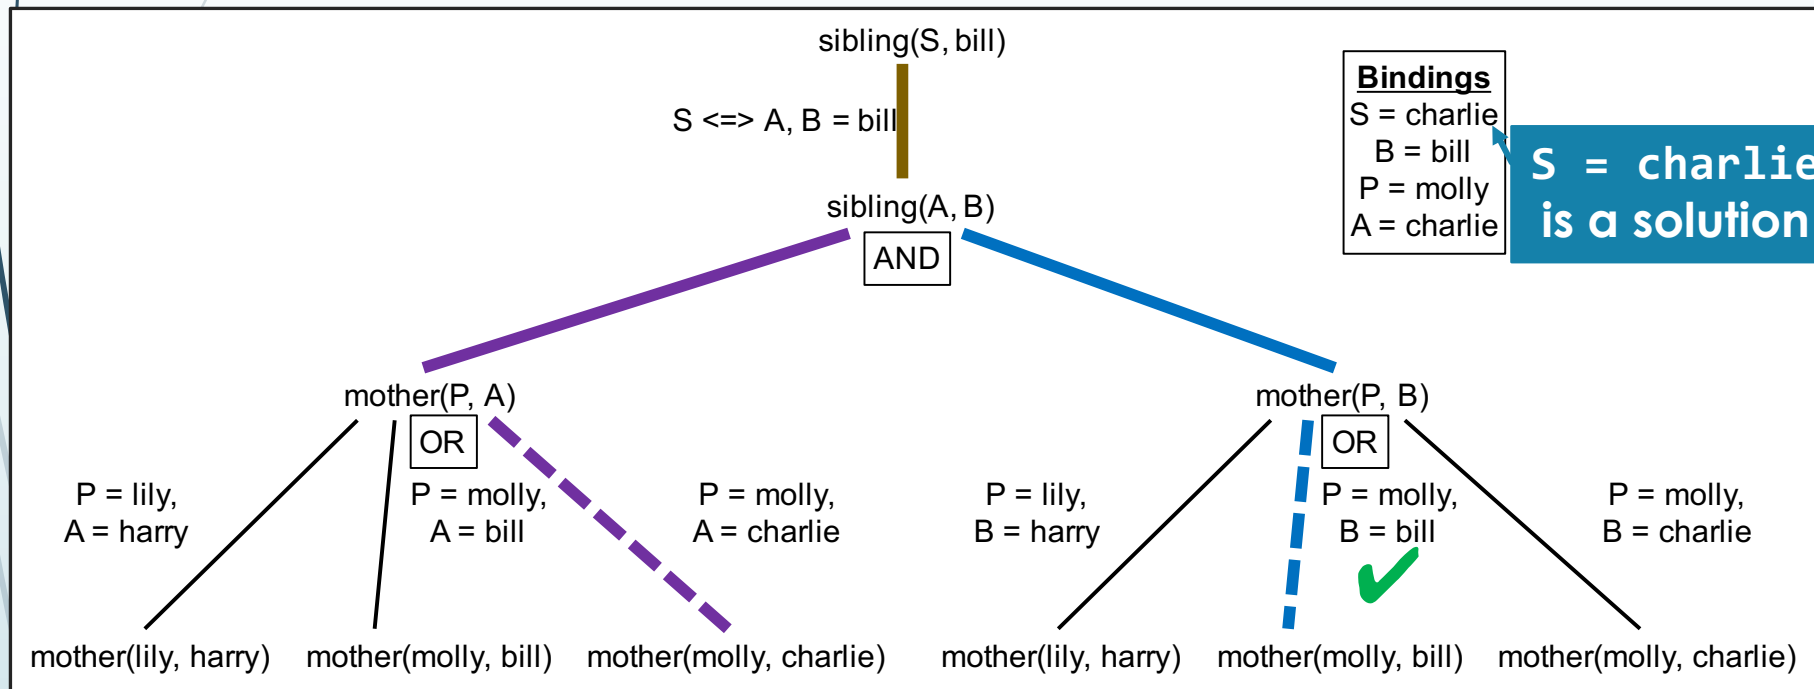 sibling(S, bill)
S <=> A, B = bill
sibling(A, B)
AND
Bindings
S = charlie
B = bill
P = molly
A = charlie
S = charlie
is a solution
mother(P, A)
OR
mother(P, B)
OR
P = lily,
A = harry
P = molly,
A = bill
P = molly,
A = charlie
P = lily,
B = harry
P = molly,
B = bill
P = molly,
B = charlie
mother(lily, harry)
mother(molly, bill)
mother(molly, charlie)
mother(lily, harry)
mother(molly, bill)
mother(molly, charlie)